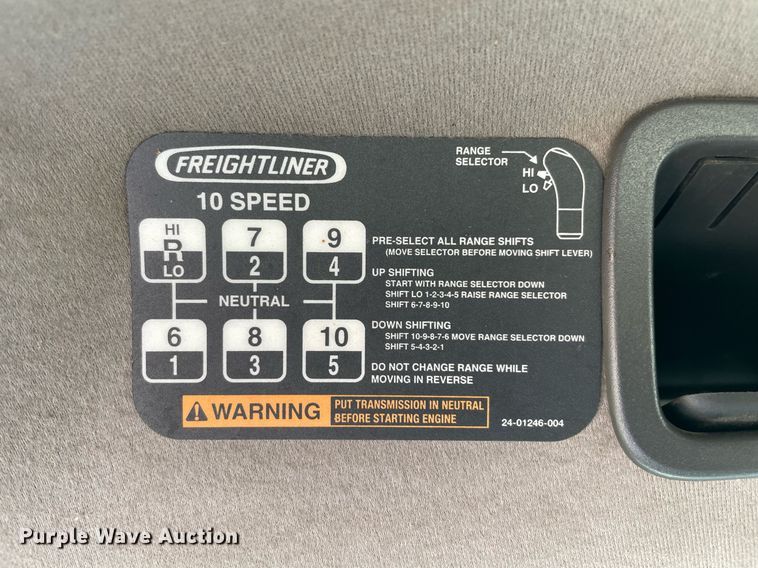 FREIGHTLINER
10 SPEED
RANGE
SELECTOR
HI
LO
HI
R
LO
7
2
9
4
NEUTRAL
6
1
8
3
10
5
PRE-SELECT ALL RANGE SHIFTS
(MOVE SELECTOR BEFORE MOVING SHIFT LEVER)
UP SHIFTING
START WITH RANGE SELECTOR DOWN
SHIFT LO 1-2-3-4-5 RAISE RANGE SELECTOR
SHIFT 6-7-8-9-10
DOWN SHIFTING
SHIFT 10-9-8-7-6 MOVE RANGE SELECTOR DOWN
SHIFT 5-4-3-2-1
DO NOT CHANGE RANGE WHILE
MOVING IN REVERSE
WARNING
PUT TRANSMISSION IN NEUTRAL
BEFORE STARTING ENGINE
24-01246-004
Purple Wave Auction